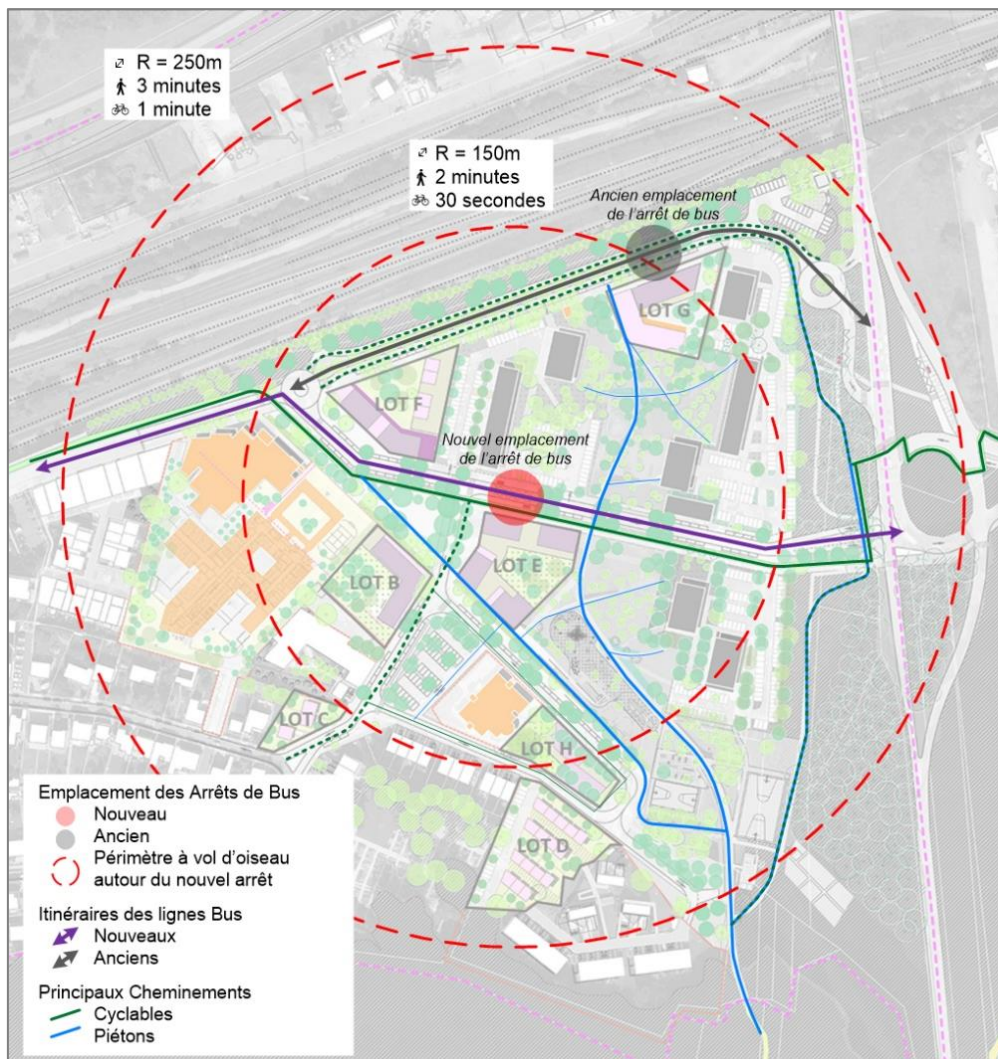 R = 250m
3 minutes
1 minute
R = 150m
2 minutes
30 secondes
Ancien emplacement
de l'arrêt de bus
LOT G
LOT F
Nouvel emplacement
de l'arrêt de bus
LOT B
LOT E
LOT C
LOT H
LOT D
Emplacement des Arrêts de Bus
Nouveau
Ancien
Périmètre à vol d'oiseau
autour du nouvel arrêt
Itinéraires des lignes Bus
Nouveaux
Anciens
Principaux Cheminements
Cyclables
Piétons